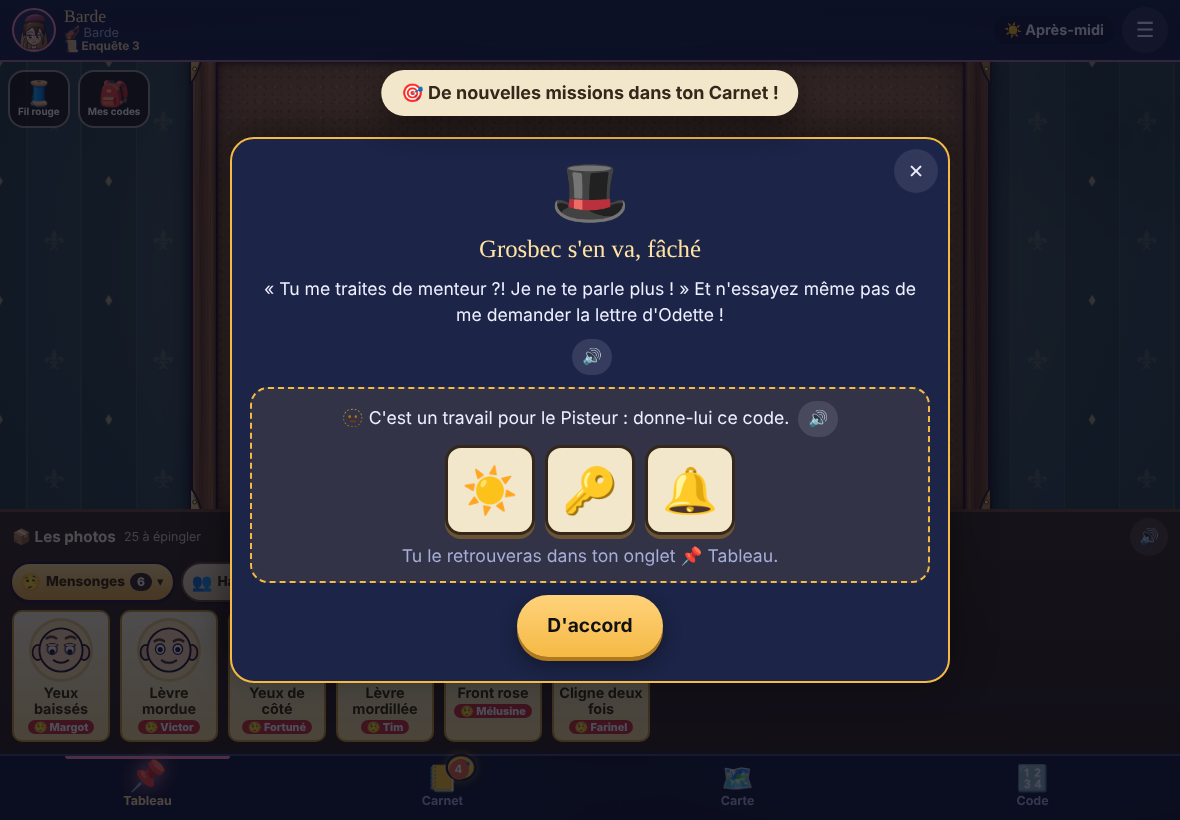 Barde
Barde
Enquête 3
Après-midi
Fil rouge
Mes codes
De nouvelles missions dans ton Carnet !
Grosbec s'en va, fâché
« Tu me traites de menteur ?! Je ne te parle plus ! » Et n'essayez même pas de
me demander la lettre d'Odette !
C'est un travail pour le Pisteur : donne-lui ce code.
Tu le retrouveras dans ton onglet 📌 Tableau.
D'accord
Les photos 25 à épingler
Mensonges 6
Yeux baissés
Margot
Lèvre mordue
Victor
Yeux de côté
Fortuné
Lèvre mordillée
Tim
Front rose
Mélusine
Cligne deux fois
Farinel
Tableau
4
Carnet
Carte
Code